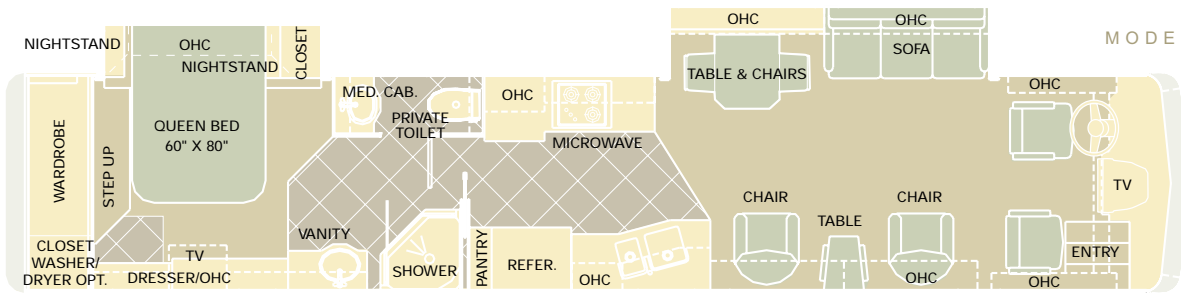 NIGHTSTAND
OHC
NIGHTSTAND
CLOSET
OHC
OHC
SOFA
MODE
TABLE & CHAIRS
OHC
MED. CAB.
PRIVATE
TOILET
OHC
MICROWAVE
WARDROBE
STEP UP
QUEEN BED
60" X 80"
TV
CHAIR
CHAIR
TABLE
VANITY
CLOSET
WASHER/
DRYER OPT.
TV
DRESSER/OHC
SHOWER
PANTRY
REFER.
OHC
OHC
ENTRY
OHC